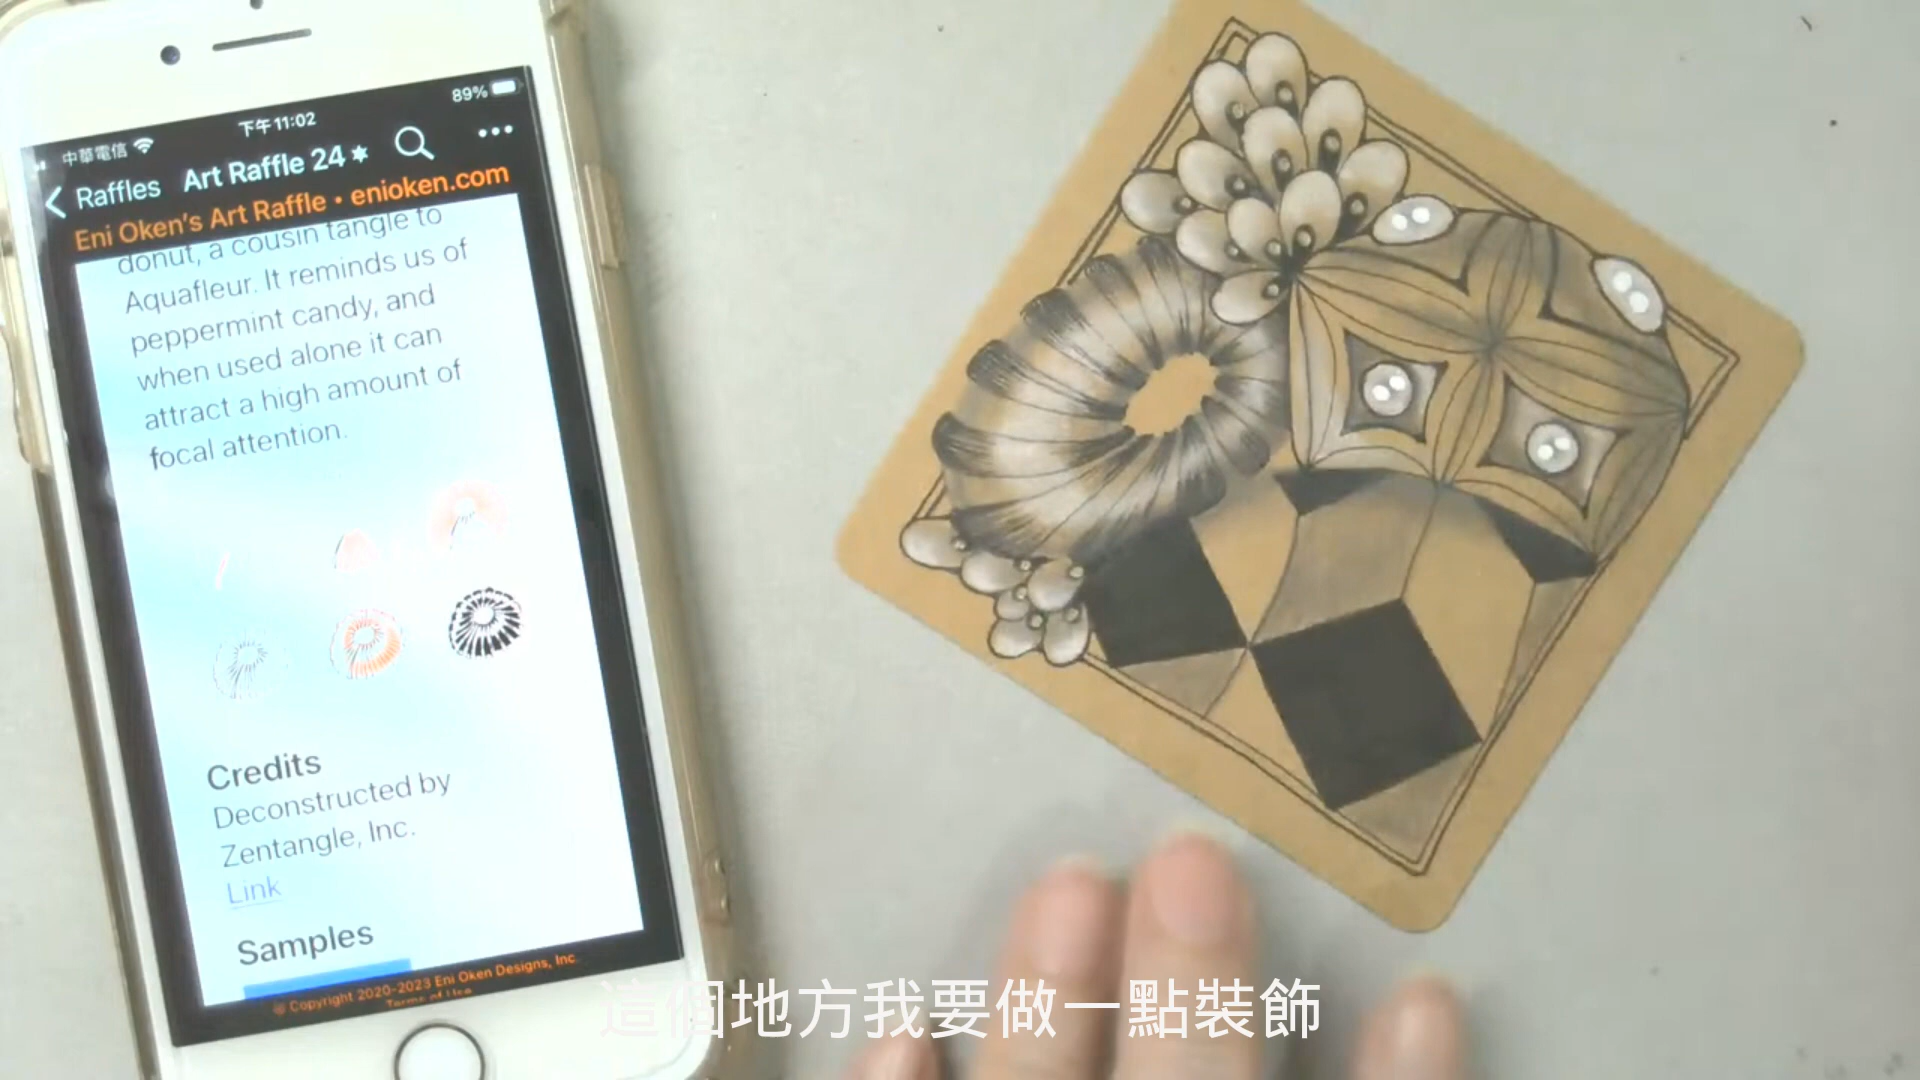 中華電信
下午11:02
89%
Raffles
Art Raffle 24 ✶
Eni Oken's Art Raffle • enioken.com
donut, a cousin tangle to
Aquafleur. It reminds us of
peppermint candy, and
when used alone it can
attract a high amount of
focal attention.
Credits
Deconstructed by
Zentangle, Inc.
Link
Samples
© Copyright 2020-2023 Eni Oken Designs, Inc.
Terms of Use
這個地方我要做一點裝飾